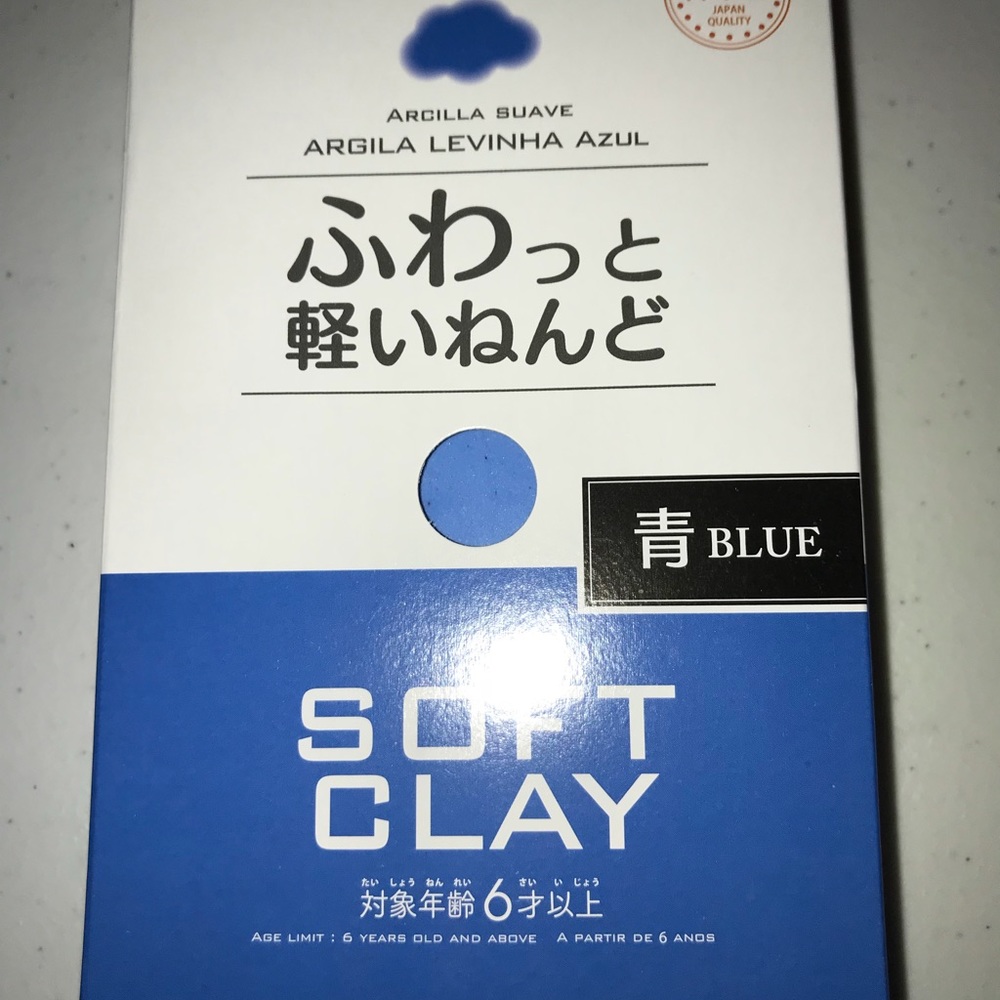 JAPAN
QUALITY
ARCILLA SUAVE
ARGILA LEVINHA AZUL
ふわっと
軽いねんど
青 BLUE
SOFT
CLAY
たい しょう ねん れい さい い じょう
対象年齢6才以上
AGE LIMIT : 6 YEARS OLD AND ABOVE A PARTIR DE 6 ANOS